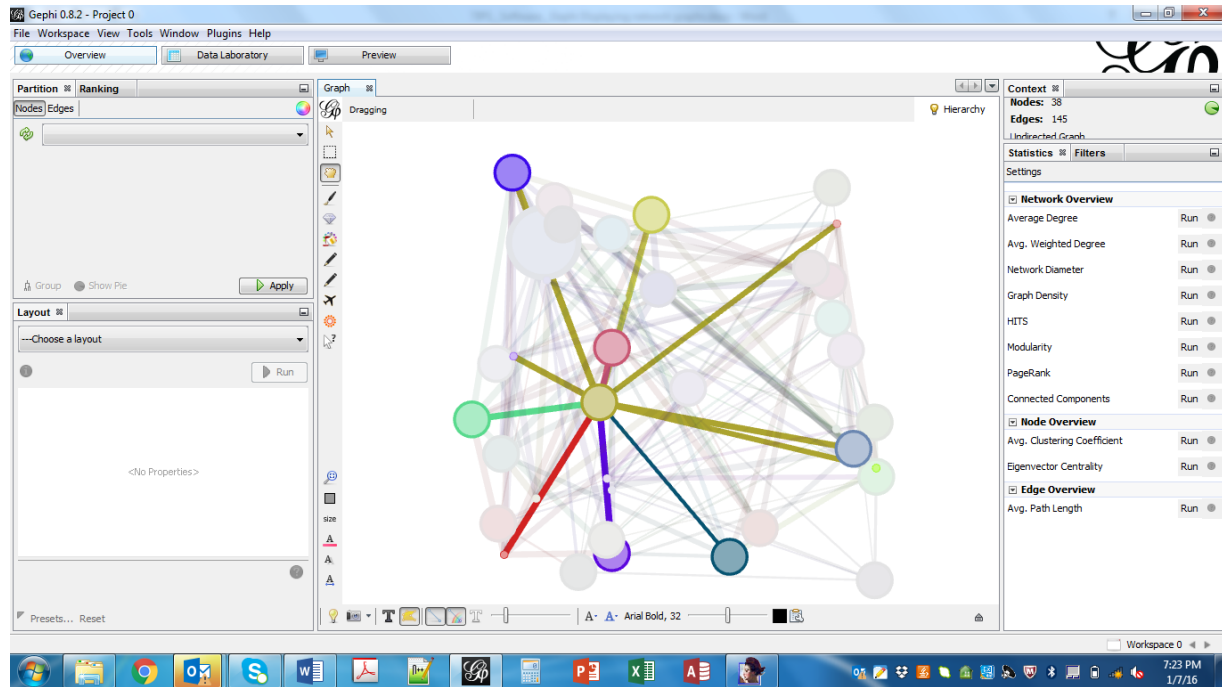 Gephi 0.8.2 - Project 0
File Workspace View Tools Window Plugins Help
Overview
Data Laboratory
Preview
Partition
Ranking
Nodes
Edges
Group
Show Pie
Apply
Layout
---Choose a layout
Run
<No Properties>
Presets...
Reset
Graph
Dragging
Hierarchy
size
A
A
A
T
T
A-
A-
Arial Bold, 32
Context
Nodes: 38
Edges: 145
Undirected Graph
Statistics
Filters
Settings
Network Overview
Average Degree Run
Avg. Weighted Degree Run
Network Diameter Run
Graph Density Run
HITS Run
Modularity Run
PageRank Run
Connected Components Run
Node Overview
Avg. Clustering Coefficient Run
Eigenvector Centrality Run
Edge Overview
Avg. Path Length Run
Workspace 0
7:23 PM
1/7/16